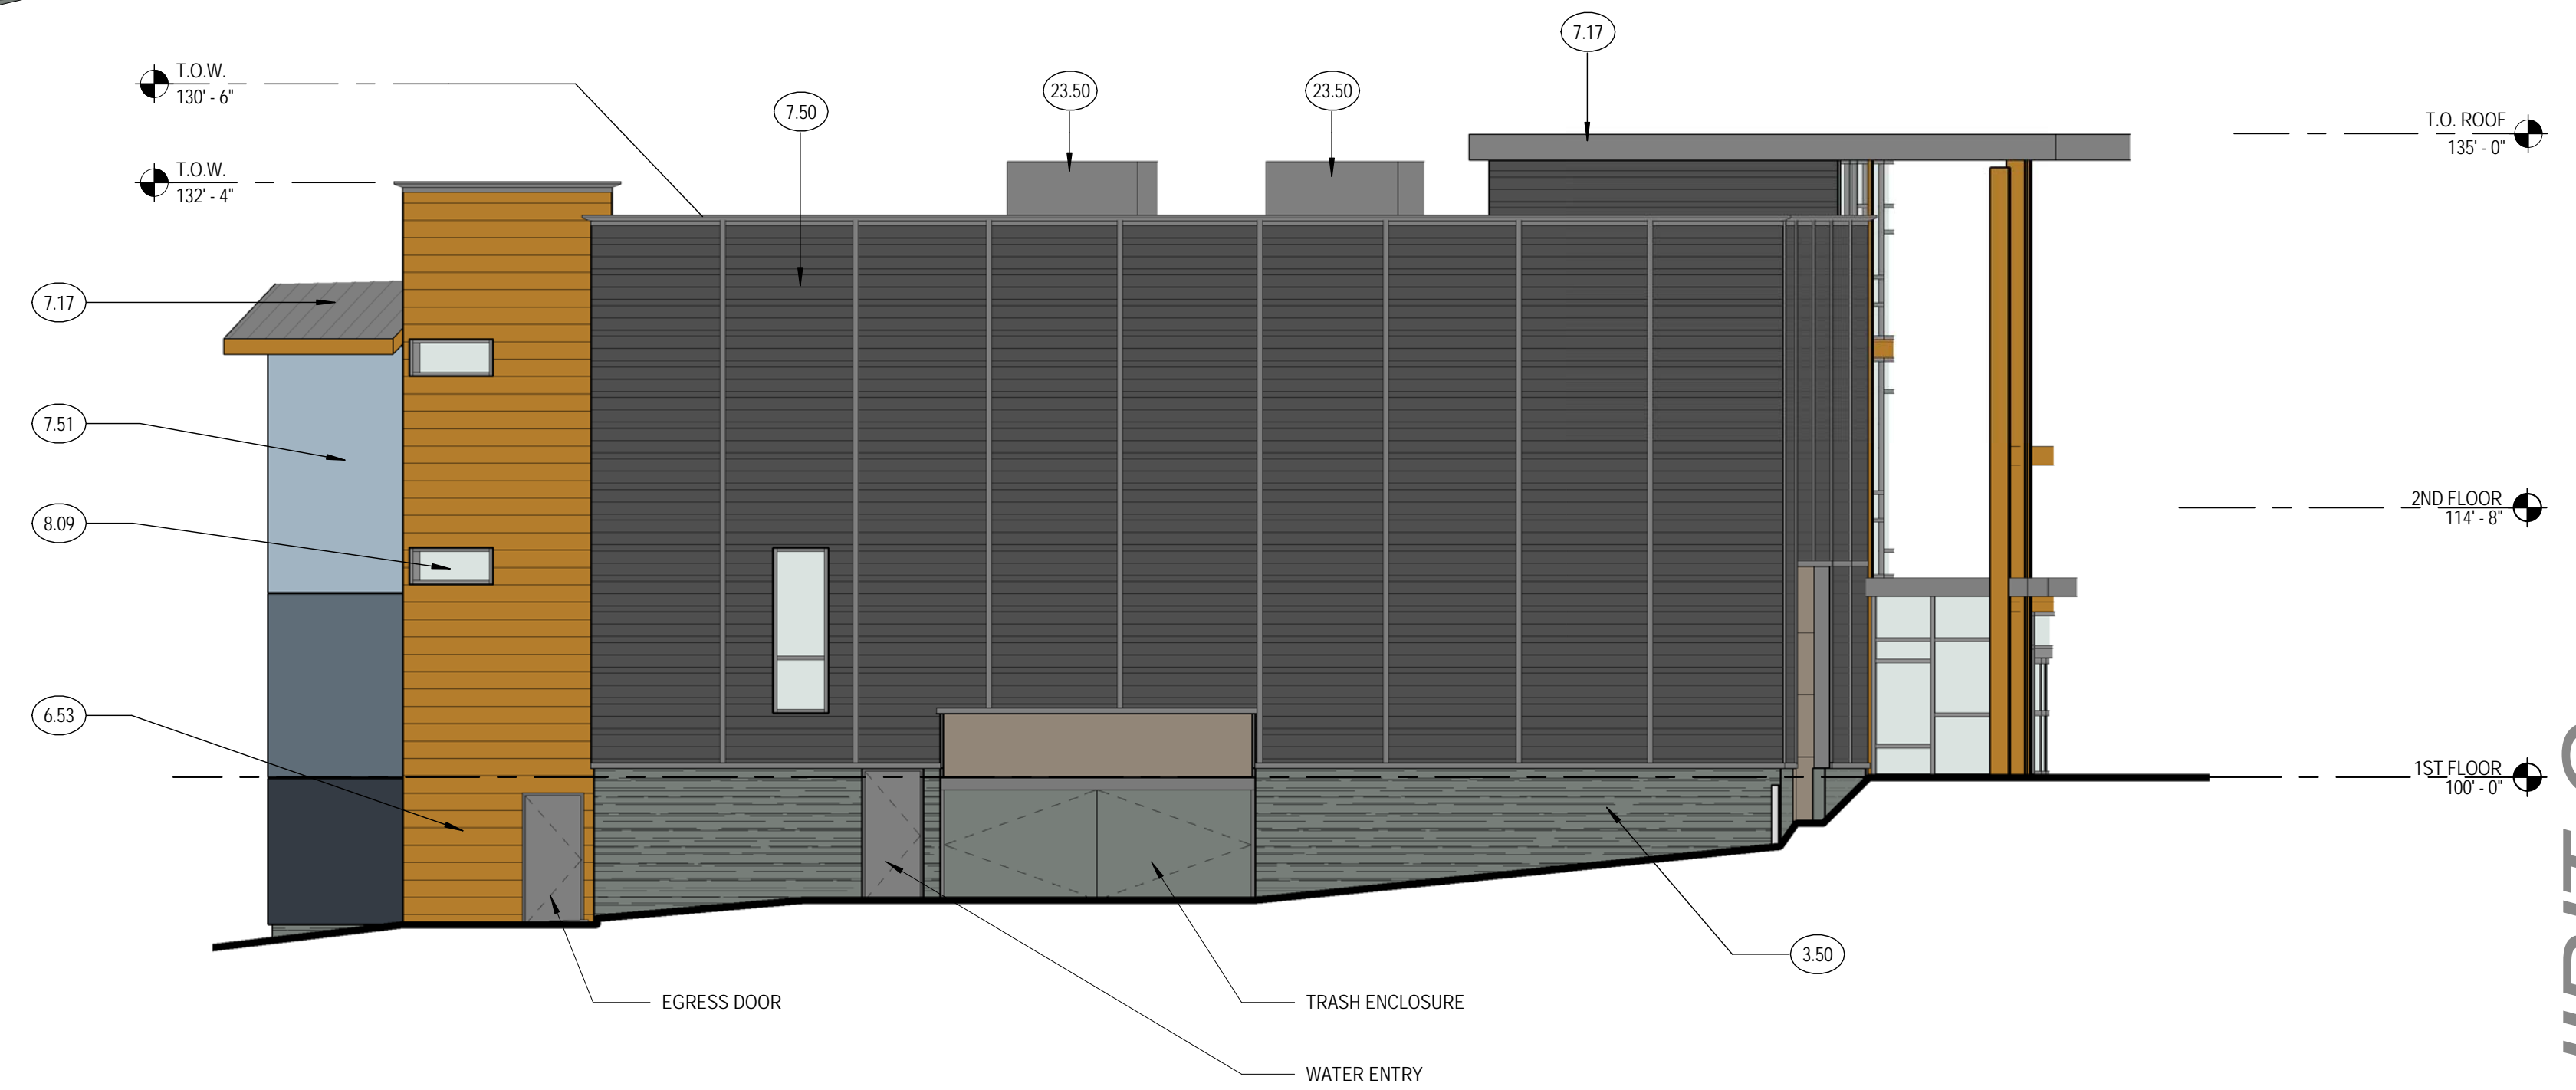 7.17
T.O.W.
130' - 6"
23.50
23.50
7.50
T.O. ROOF
135' - 0"
T.O.W.
132' - 4"
7.17
7.51
2ND FLOOR
114' - 8"
8.09
6.53
1ST FLOOR
100' - 0"
3.50
EGRESS DOOR
TRASH ENCLOSURE
WATER ENTRY